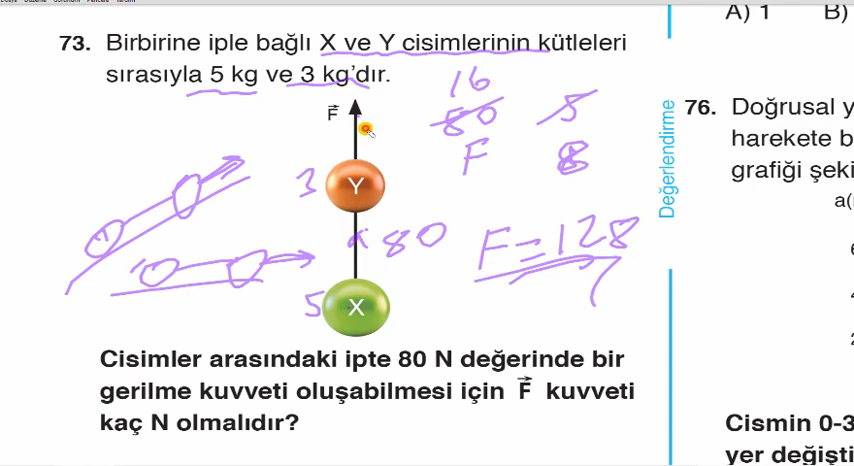 73. Birbirine iple bağlı X ve Y cisimlerinin kütleleri
sırasıyla 5 kg ve 3 kg'dır.
F
Y
X
3
5
80
16
80 5
F 8
F = 128
Cisimler arasındaki ipte 80 N değerinde bir
gerilme kuvveti oluşabilmesi için F kuvveti
kaç N olmalıdır?
Değerlendirme
A) 1 B)
76. Doğrusal y
harekete b
grafiği şeki
a(
Cismin 0-3
yer değişti